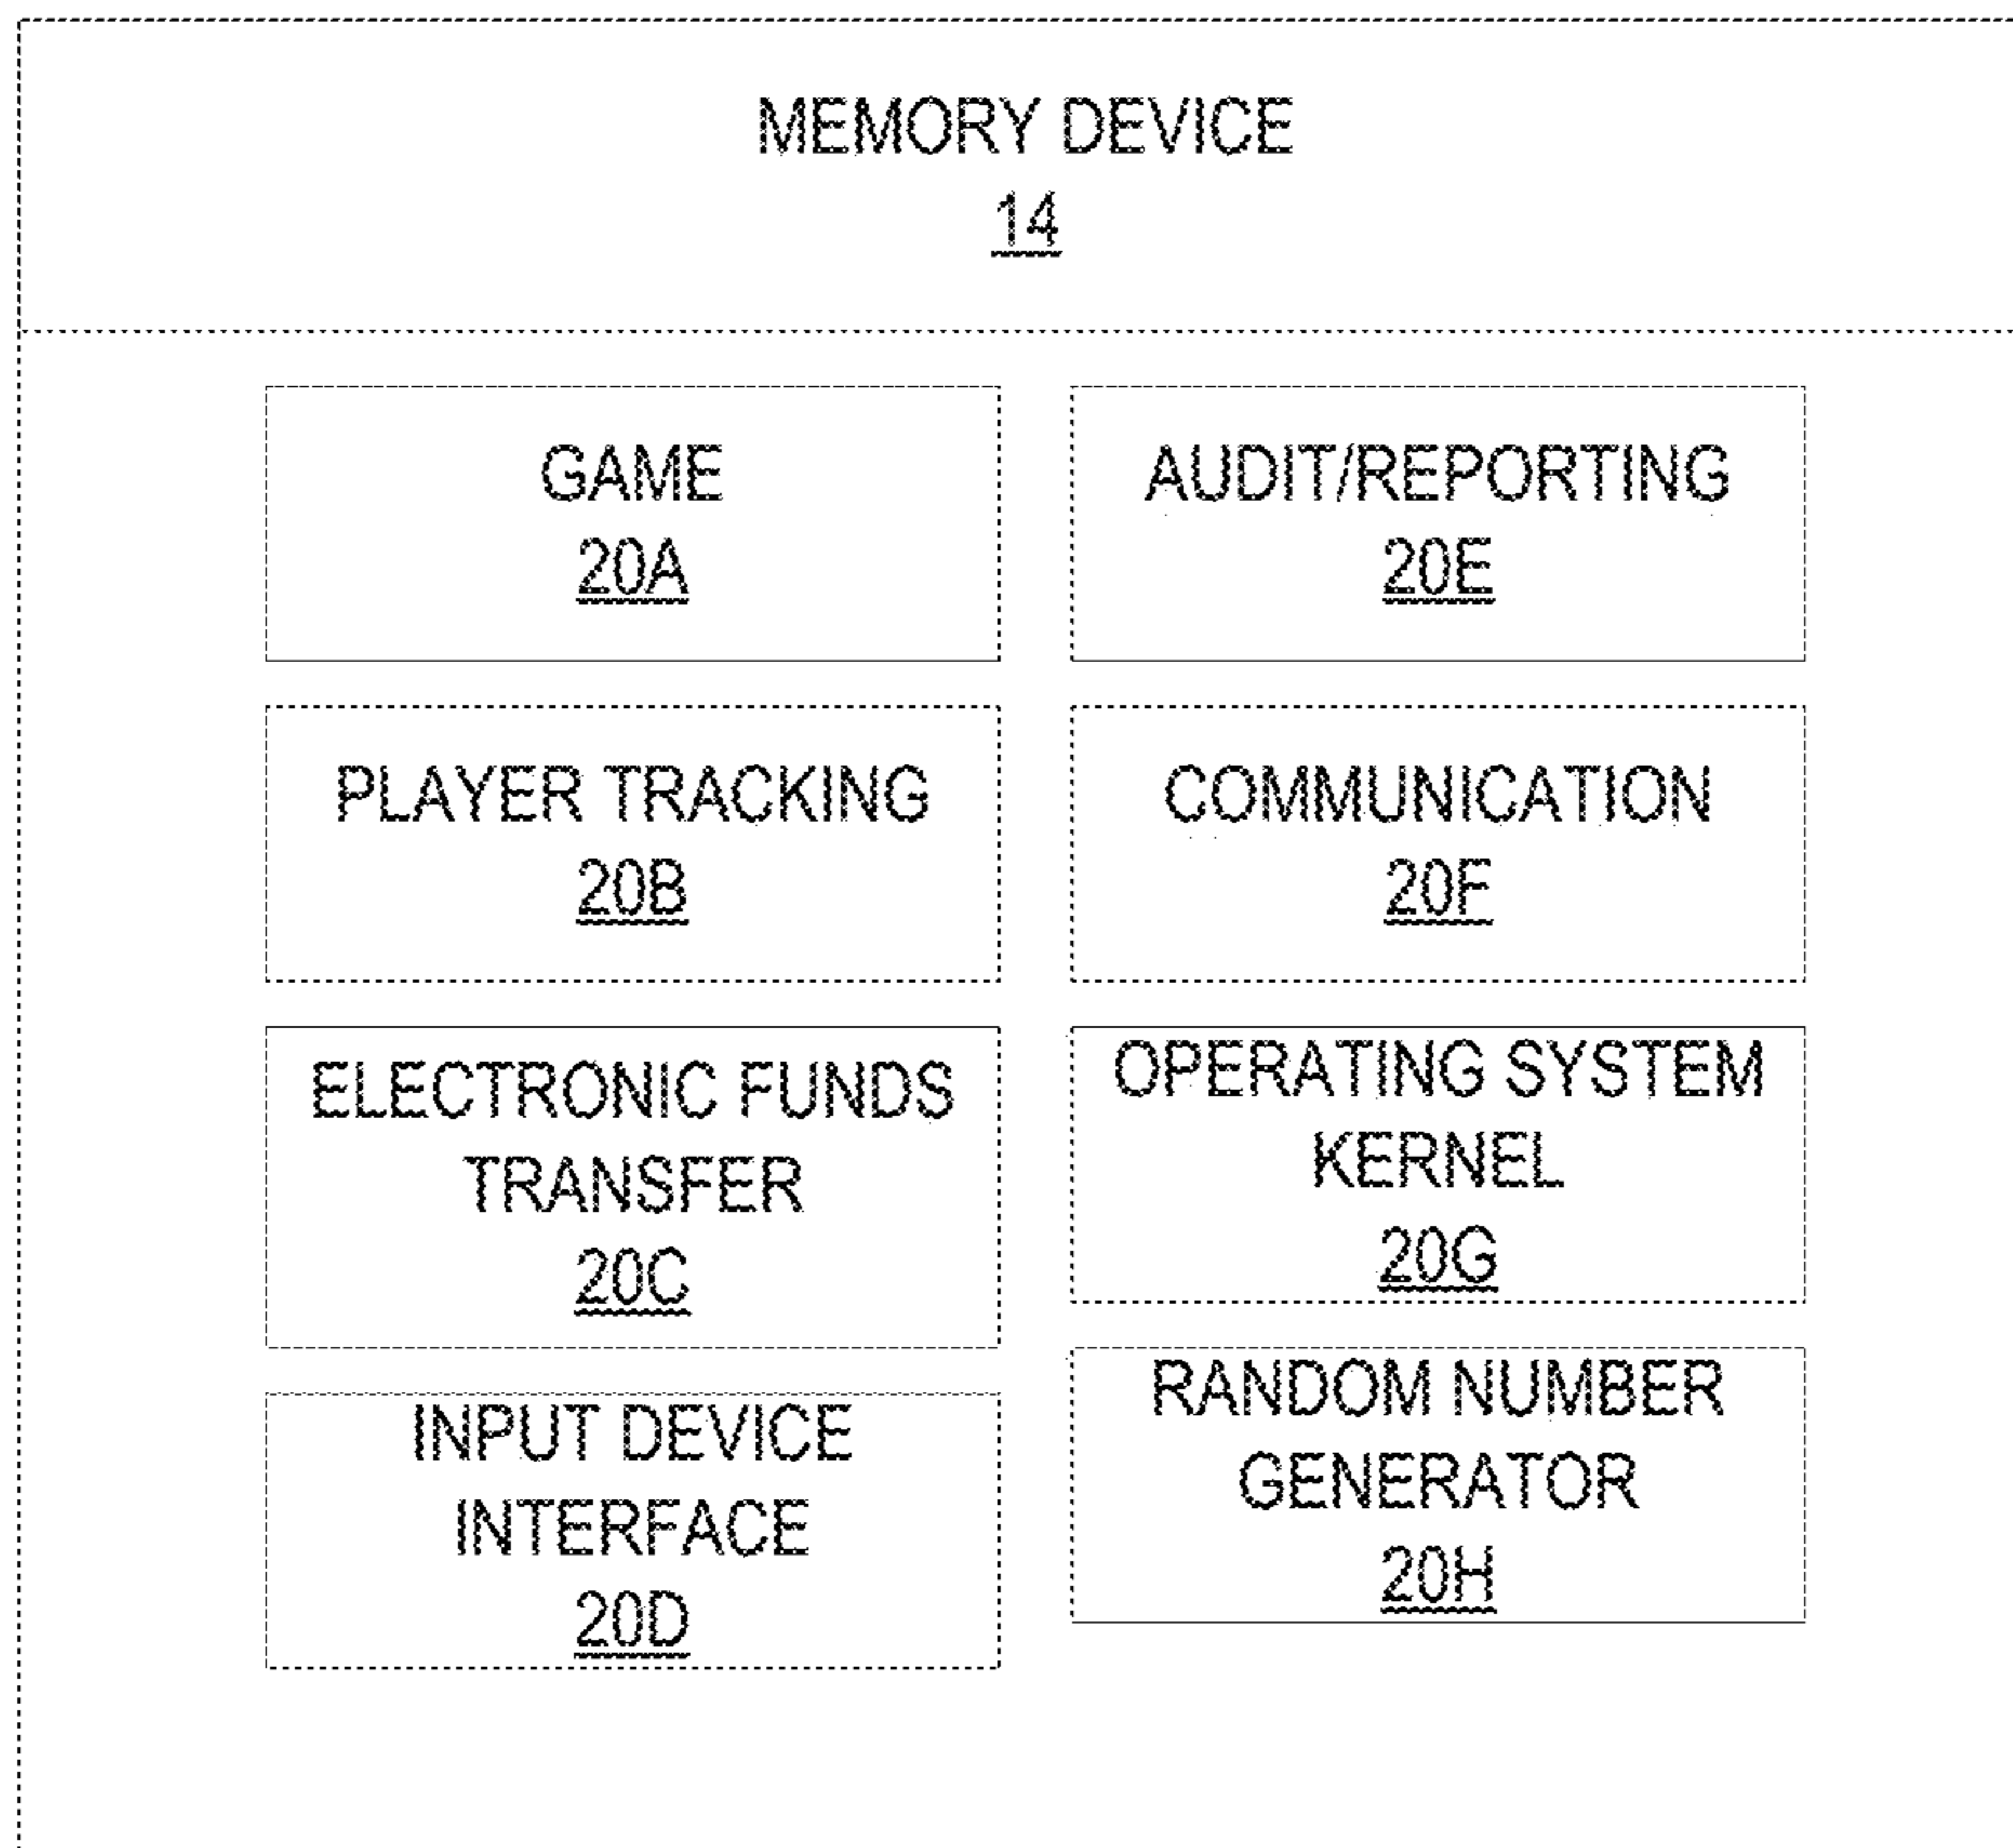 MEMORY DEVICE
14
GAME
20A
PLAYER TRACKING
20B
ELECTRONIC FUNDS
TRANSFER
20C
INPUT DEVICE
INTERFACE
20D
AUDIT/REPORTING
20E
COMMUNICATION
20F
OPERATING SYSTEM
KERNEL
20G
RANDOM NUMBER
GENERATOR
20H